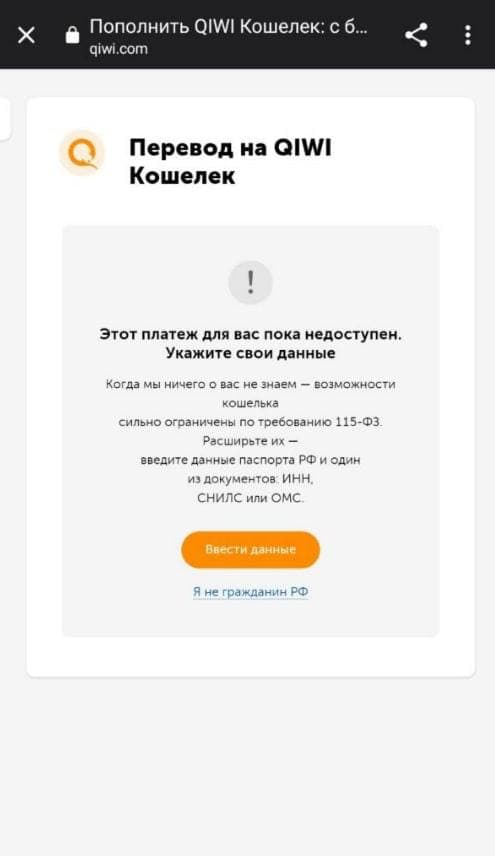 Пополнить QIWI Кошелек: с б...
qiwi.com
Перевод на QIWI
Кошелек
!
Этот платеж для вас пока недоступен.
Укажите свои данные
Когда мы ничего о вас не знаем — возможности
кошелька
сильно ограничены по требованию 115-ФЗ.
Расширьте их —
введите данные паспорта РФ и один
из документов: ИНН,
СНИЛС или ОМС.
Ввести данные
Я не гражданин РФ